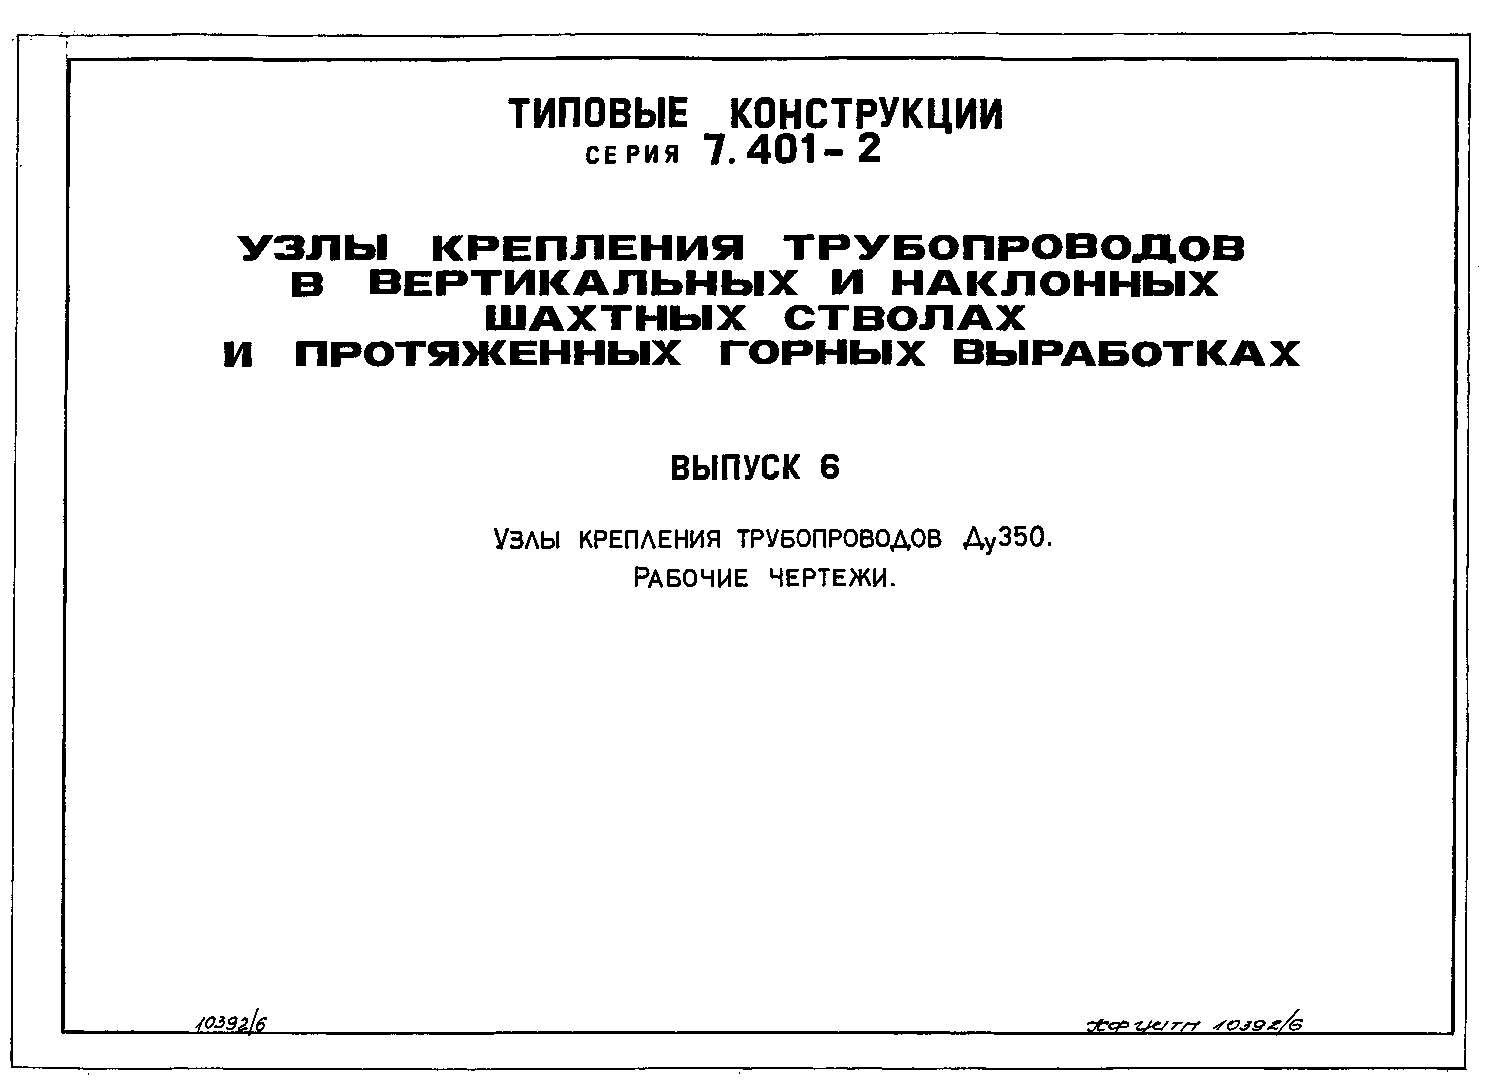 ТИПОВЫЕ КОНСТРУКЦИИ
СЕРИЯ 7.401-2
УЗЛЫ КРЕПЛЕНИЯ ТРУБОПРОВОДОВ
В ВЕРТИКАЛЬНЫХ И НАКЛОННЫХ
ШАХТНЫХ СТВОЛАХ
И ПРОТЯЖЕННЫХ ГОРНЫХ ВЫРАБОТКАХ
ВЫПУСК 6
УЗЛЫ КРЕПЛЕНИЯ ТРУБОПРОВОДОВ Ду350.
РАБОЧИЕ ЧЕРТЕЖИ.
10392/6
ХФ ЦИТП 10392/6